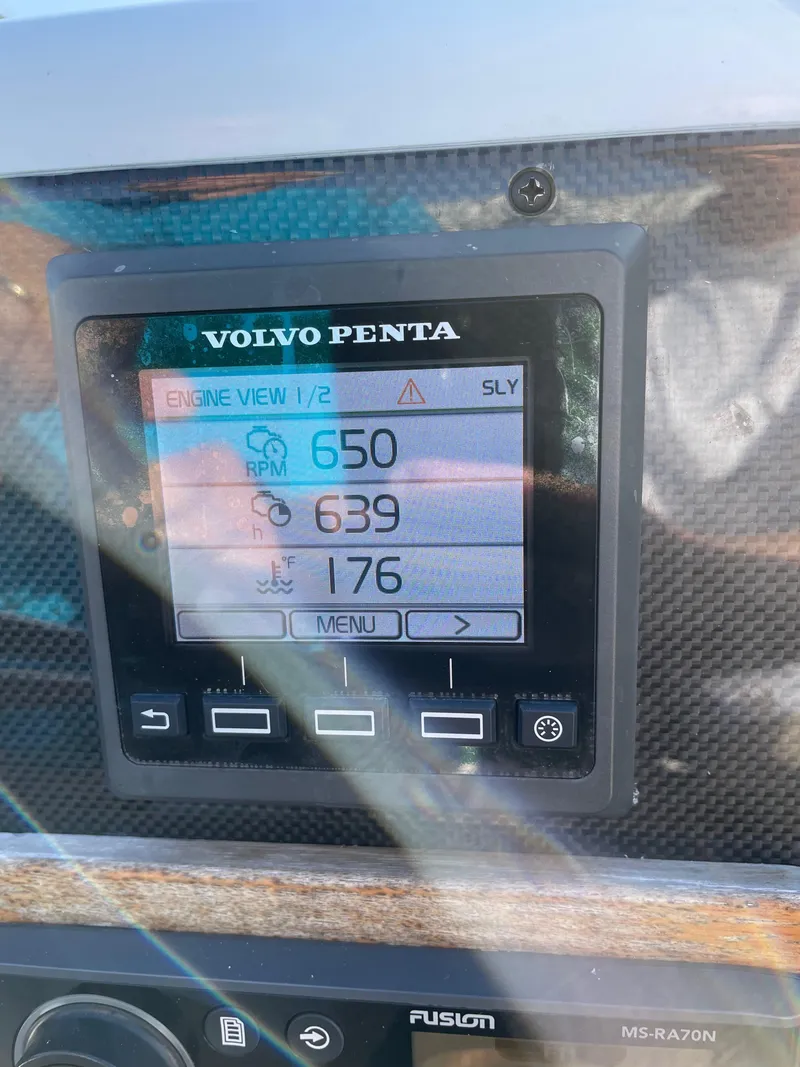 VOLVO PENTA
ENGINE VIEW 1/2 SLY
RPM 650
h 639
°F 176
MENU >
FUSION
MS-RA70N